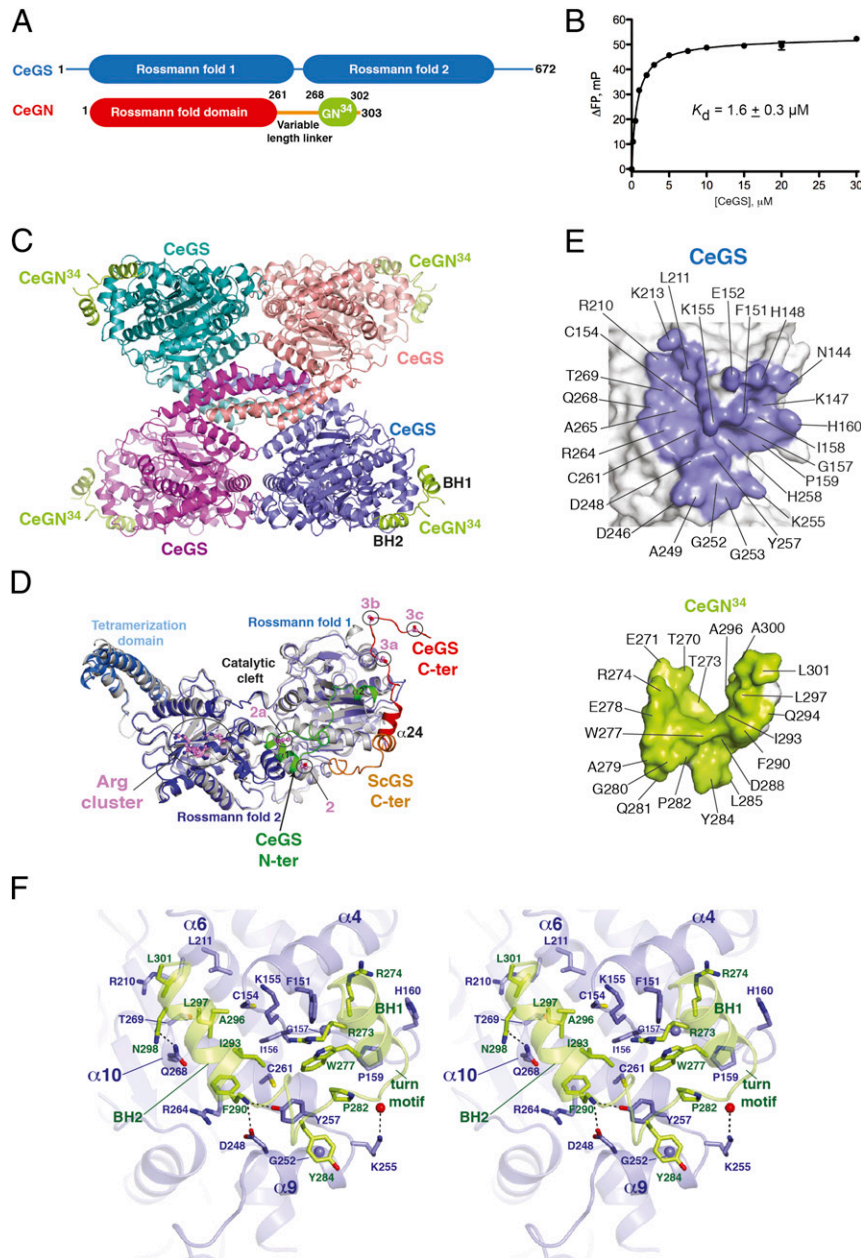 A
CeGS 1 Rossmann fold 1 Rossmann fold 2 672
261 268 302
CeGN 1 Rossmann fold domain GN34 303
Variable
length linker
B
ΔFP, mP
60
50
40
30
20
10
0
Kd = 1.6 ± 0.3 μM
0 5 10 15 20 25 30
[CeGS], μM
C
CeGS CeGS
CeGN34 CeGN34
CeGS
CeGS
BH1
CeGN34 CeGN34
BH2
CeGS
D
Tetramerization
domain
Rossmann fold 1
3b 3c
3a
CeGS
C-ter
Catalytic
cleft
α2
2a
α24
Arg
cluster
ScGS
C-ter
2
Rossmann fold 2
CeGS
N-ter
E
CeGS
L211
K213 E152
R210 K155 F151
C154 H148
N144
T269
K147
Q268
H160
A265
I158
R264
G157
C261
P159
D248
H258
D246
K255
A249 G252 Y257
G253
CeGN34
A296 A300
E271 T270
T273
R274 L301
L297
E278
Q294
W277
I293
A279 F290
G280 D288
Q281 P282 L285
Y284
F
α6 α4
L211
L301 R274
R210 K155 F151
BH1 H160
C154
L297
T269 A296 G157 R273
N298 I293 I156
W277 P159
α10 Q268 C261 turn
motif
BH2 P282
R264 F290 Y257
D248
G252 K255
α9 Y284
α6 α4
L211
L301 R274
R210 K155 F151
BH1 H160
C154
L297
T269 A296 G157 R273
N298 I293 I156
W277 P159
α10 Q268 C261 turn
motif
BH2 P282
R264 F290 Y257
D248
G252 K255
α9 Y284